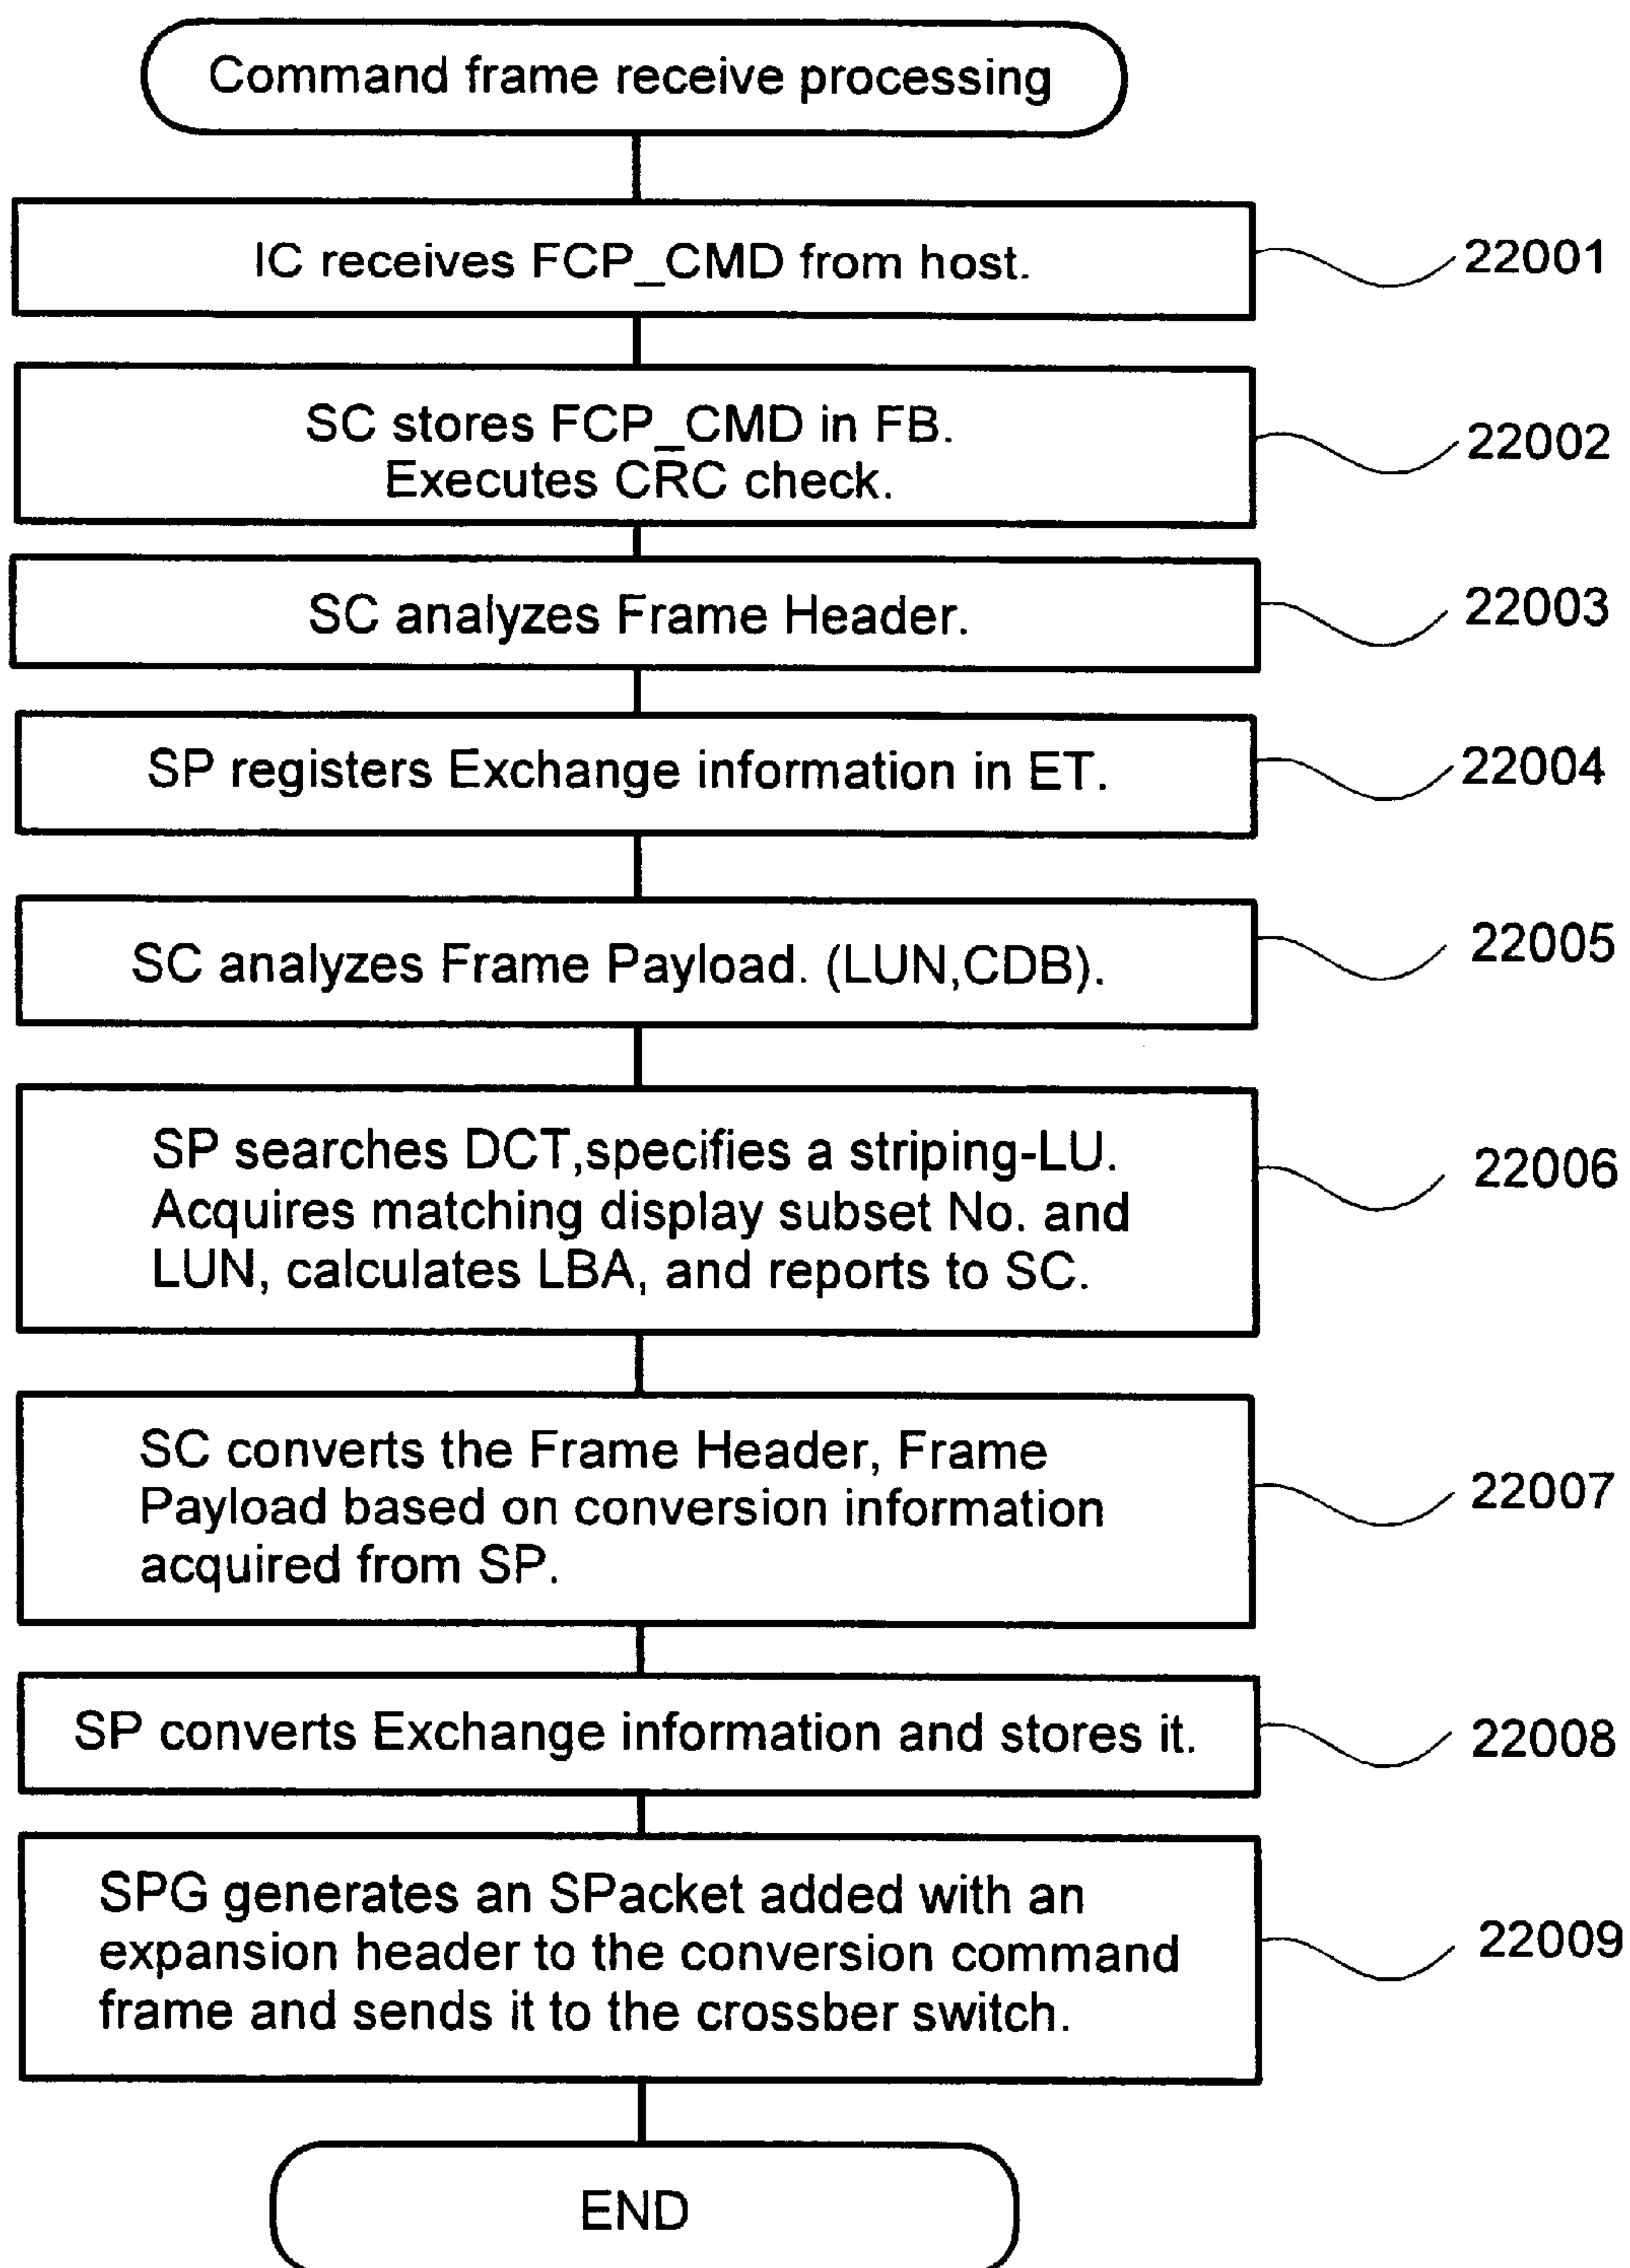 Command frame receive processing
IC receives FCP_CMD from host.
22001
SC stores FCP_CMD in FB.
Executes CRC check.
22002
SC analyzes Frame Header.
22003
SP registers Exchange information in ET.
22004
SC analyzes Frame Payload. (LUN,CDB).
22005
SP searches DCT,specifies a striping-LU.
Acquires matching display subset No. and
LUN, calculates LBA, and reports to SC.
22006
SC converts the Frame Header, Frame
Payload based on conversion information
acquired from SP.
22007
SP converts Exchange information and stores it.
22008
SPG generates an SPacket added with an
expansion header to the conversion command
frame and sends it to the crossber switch.
22009
END